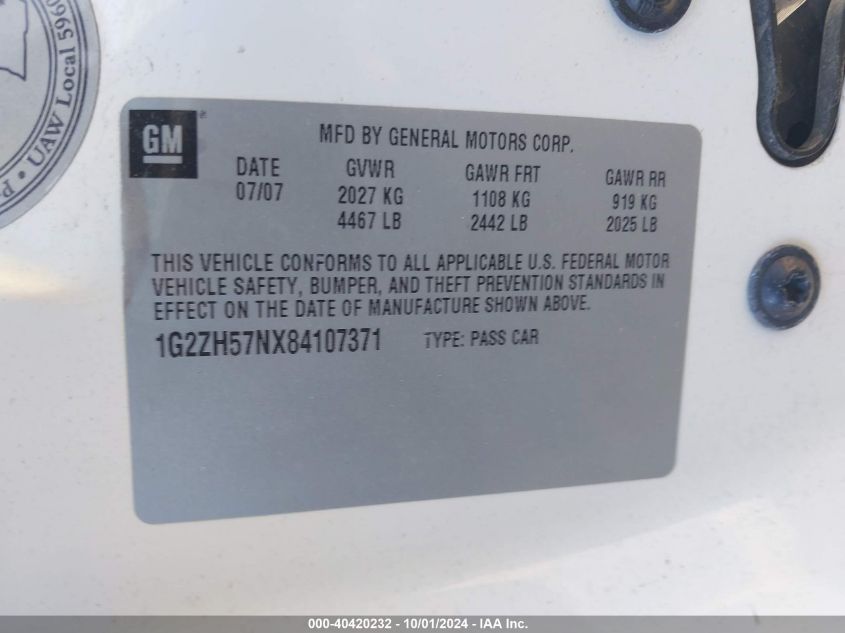 UAW Local 5960
GM
MFD BY GENERAL MOTORS CORP.
DATE GVWR GAWR FRT GAWR RR
07/07 2027 KG 1108 KG 919 KG
4467 LB 2442 LB 2025 LB
THIS VEHICLE CONFORMS TO ALL APPLICABLE U.S. FEDERAL MOTOR
VEHICLE SAFETY, BUMPER, AND THEFT PREVENTION STANDARDS IN
EFFECT ON THE DATE OF MANUFACTURE SHOWN ABOVE.
1G2ZH57NX84107371 TYPE: PASS CAR
000-40420232 - 10/01/2024 - IAA Inc.